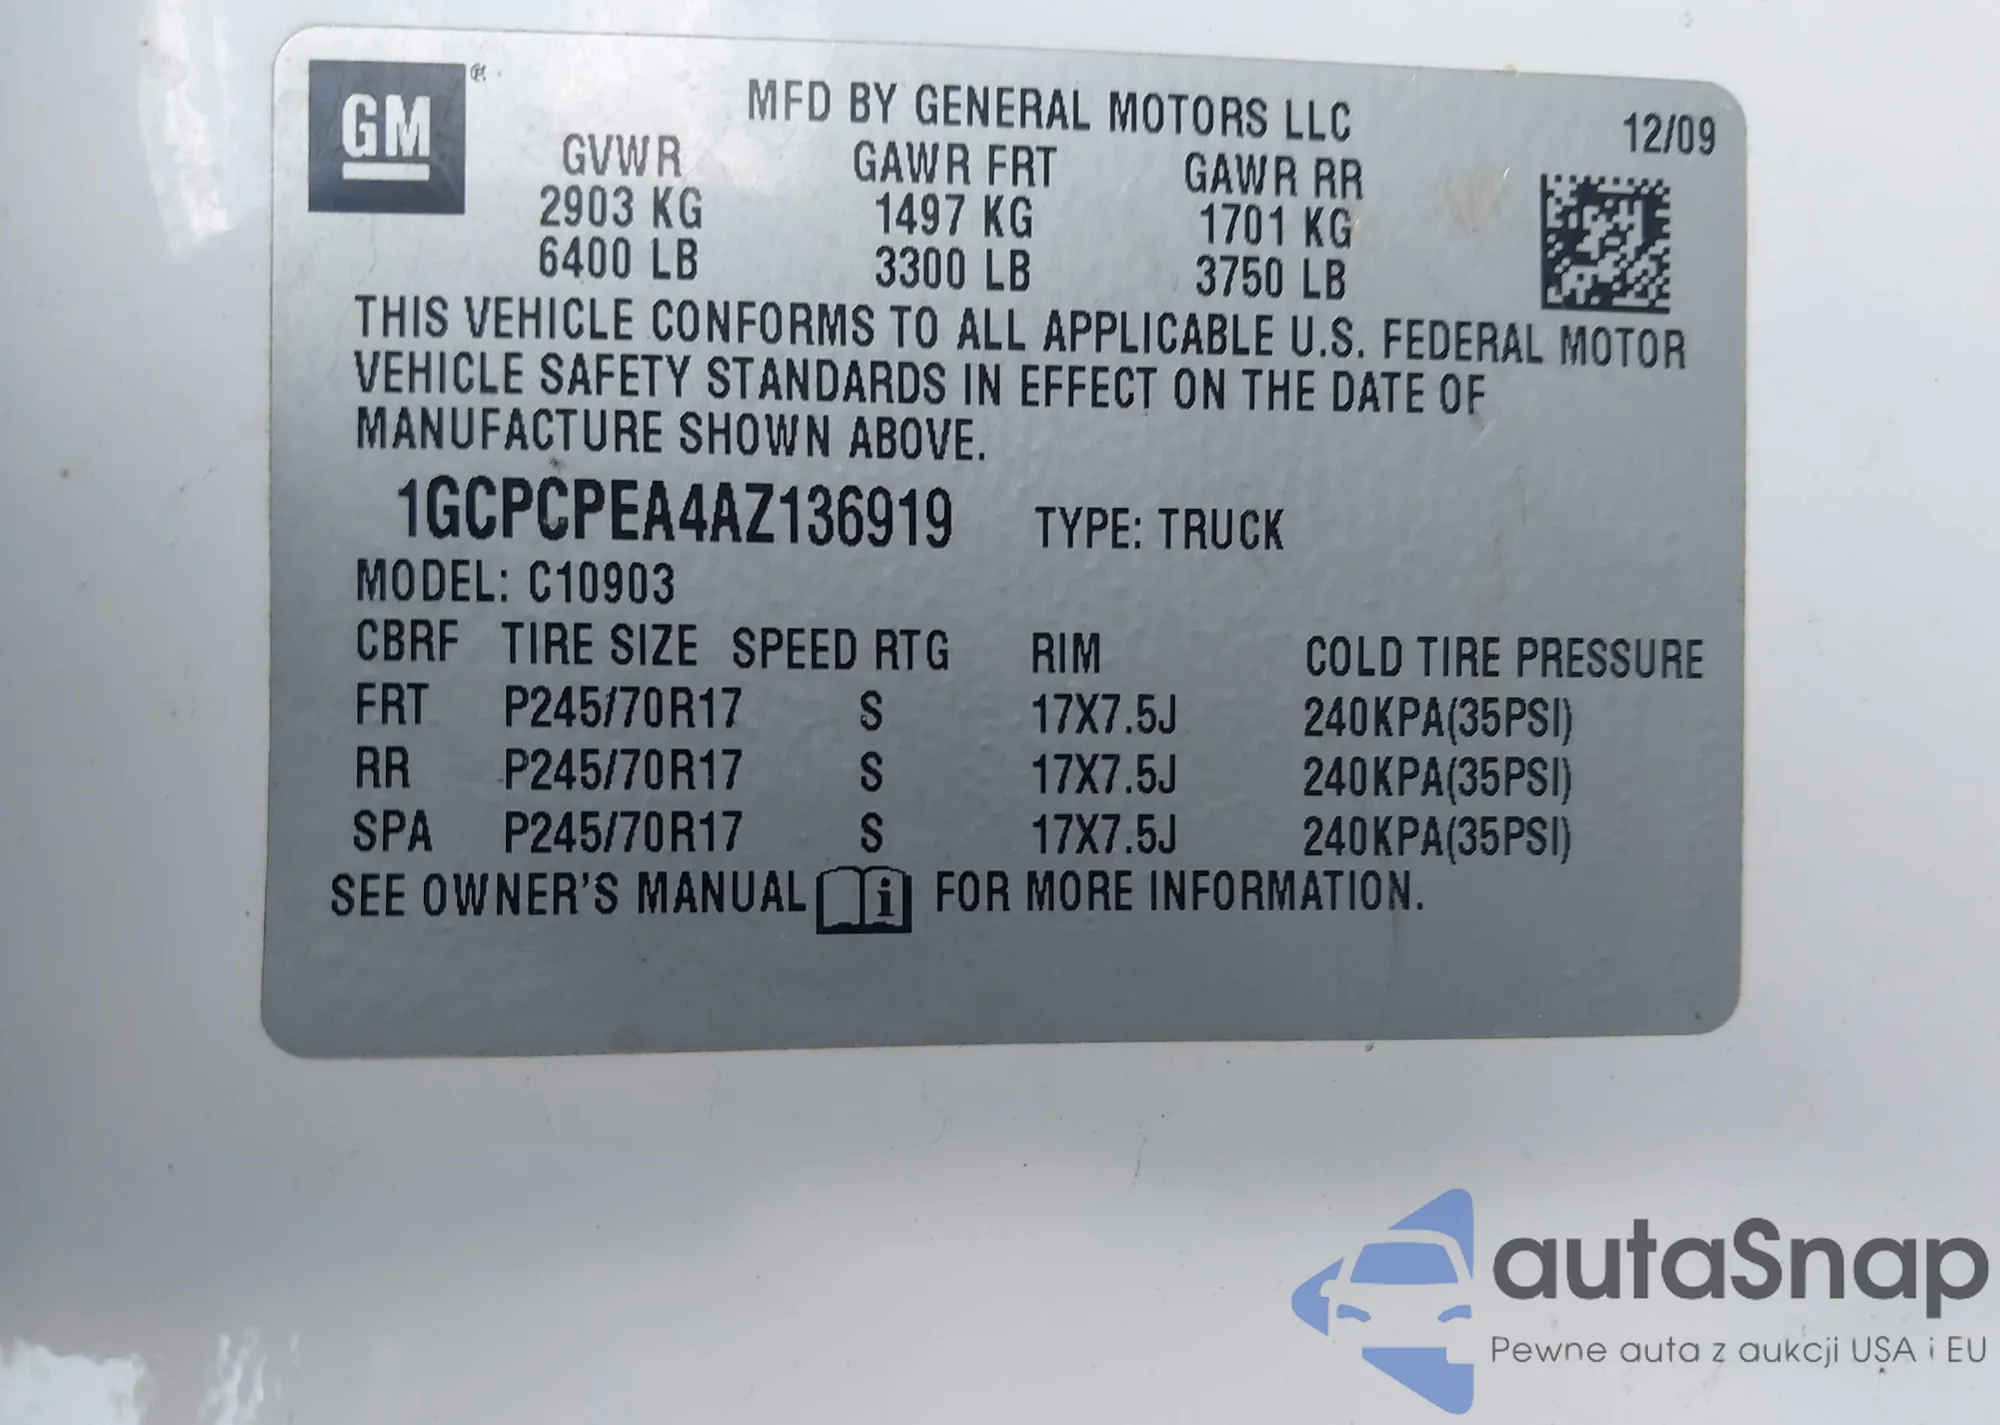 GM ®
MFD BY GENERAL MOTORS LLC
12/09
GVWR GAWR FRT GAWR RR
2903 KG 1497 KG 1701 KG
6400 LB 3300 LB 3750 LB
THIS VEHICLE CONFORMS TO ALL APPLICABLE U.S. FEDERAL MOTOR
VEHICLE SAFETY STANDARDS IN EFFECT ON THE DATE OF
MANUFACTURE SHOWN ABOVE.
1GCPCPEA4AZ136919 TYPE: TRUCK
MODEL: C10903
CBRF TIRE SIZE SPEED RTG RIM COLD TIRE PRESSURE
FRT P245/70R17 S 17X7.5J 240KPA(35PSI)
RR P245/70R17 S 17X7.5J 240KPA(35PSI)
SPA P245/70R17 S 17X7.5J 240KPA(35PSI)
SEE OWNER'S MANUAL i FOR MORE INFORMATION.
autaSnap
Pewne auta z aukcji USA i EU